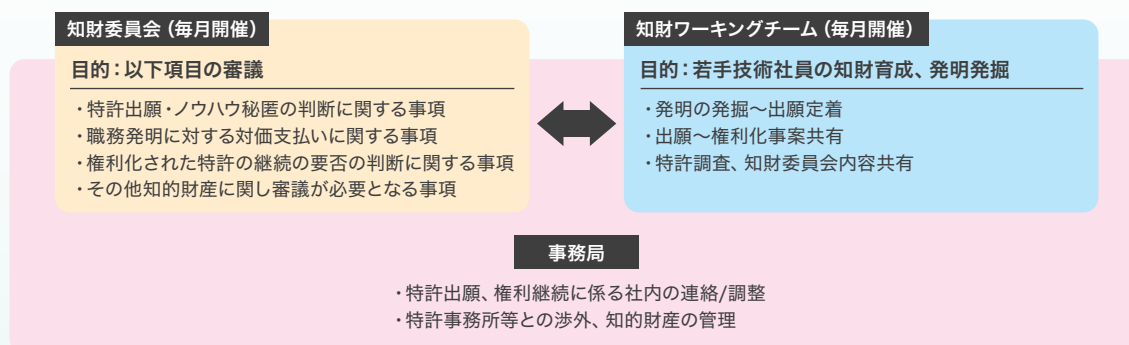 知財委員会（毎月開催）
目的：以下項目の審議
・特許出願・ノウハウ秘匿の判断に関する事項
・職務発明に対する対価支払いに関する事項
・権利化された特許の継続の要否の判断に関する事項
・その他知的財産に関し審議が必要となる事項
知財ワーキングチーム（毎月開催）
目的：若手技術社員の知財育成、発明発掘
・発明の発掘～出願定着
・出願～権利化事案共有
・特許調査、知財委員会内容共有
事務局
・特許出願、権利継続に係る社内の連絡/調整
・特許事務所等との渉外、知的財産の管理